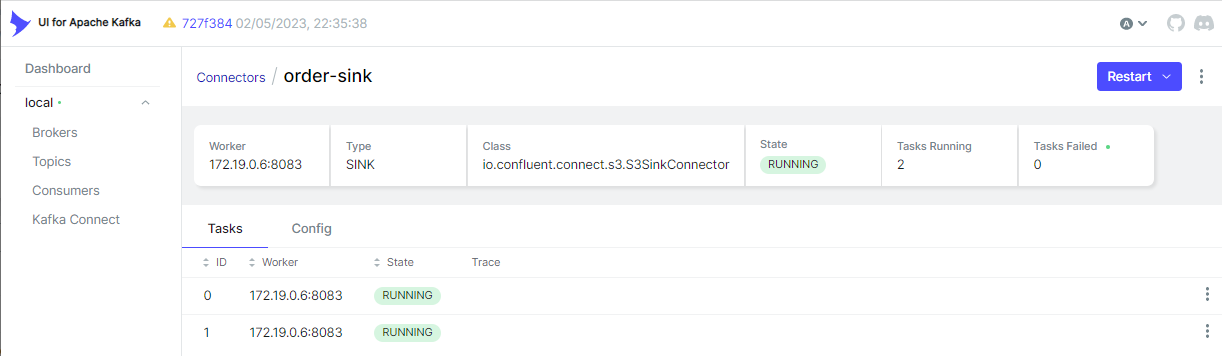 UI for Apache Kafka 727f384 02/05/2023, 22:35:38 A
Dashboard
local
Brokers
Topics
Consumers
Kafka Connect
Connectors / order-sink Restart
Worker Type Class State Tasks Running Tasks Failed
172.19.0.6:8083 SINK io.confluent.connect.s3.S3SinkConnector RUNNING 2 0
Tasks Config
ID Worker State Trace
0 172.19.0.6:8083 RUNNING
1 172.19.0.6:8083 RUNNING